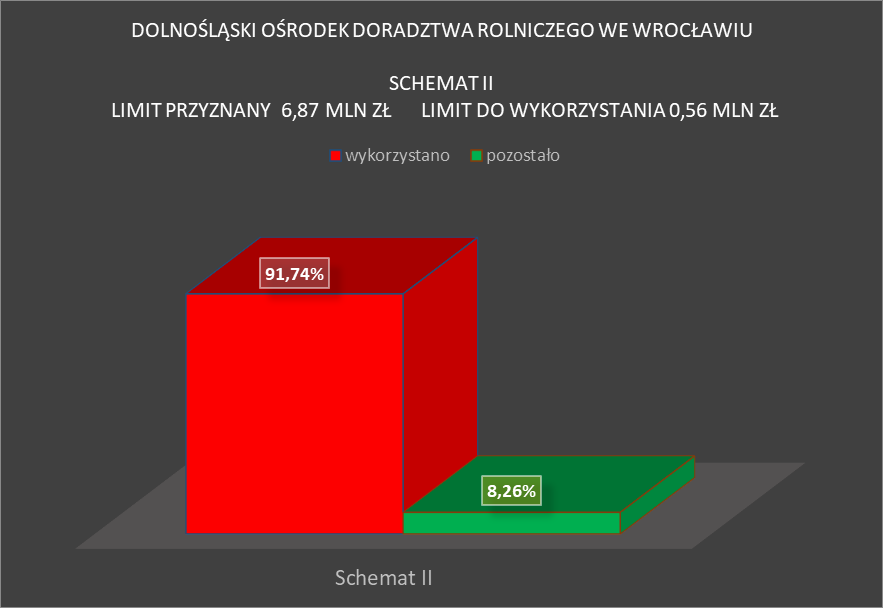 DOLNOŚLĄSKI OŚRODEK DORADZTWA ROLNICZEGO WE WROCŁAWIU
SCHEMAT II
LIMIT PRZYZNANY 6,87 MLN ZŁ LIMIT DO WYKORZYSTANIA 0,56 MLN ZŁ
wykorzystano pozostało
91,74%
8,26%
Schemat II